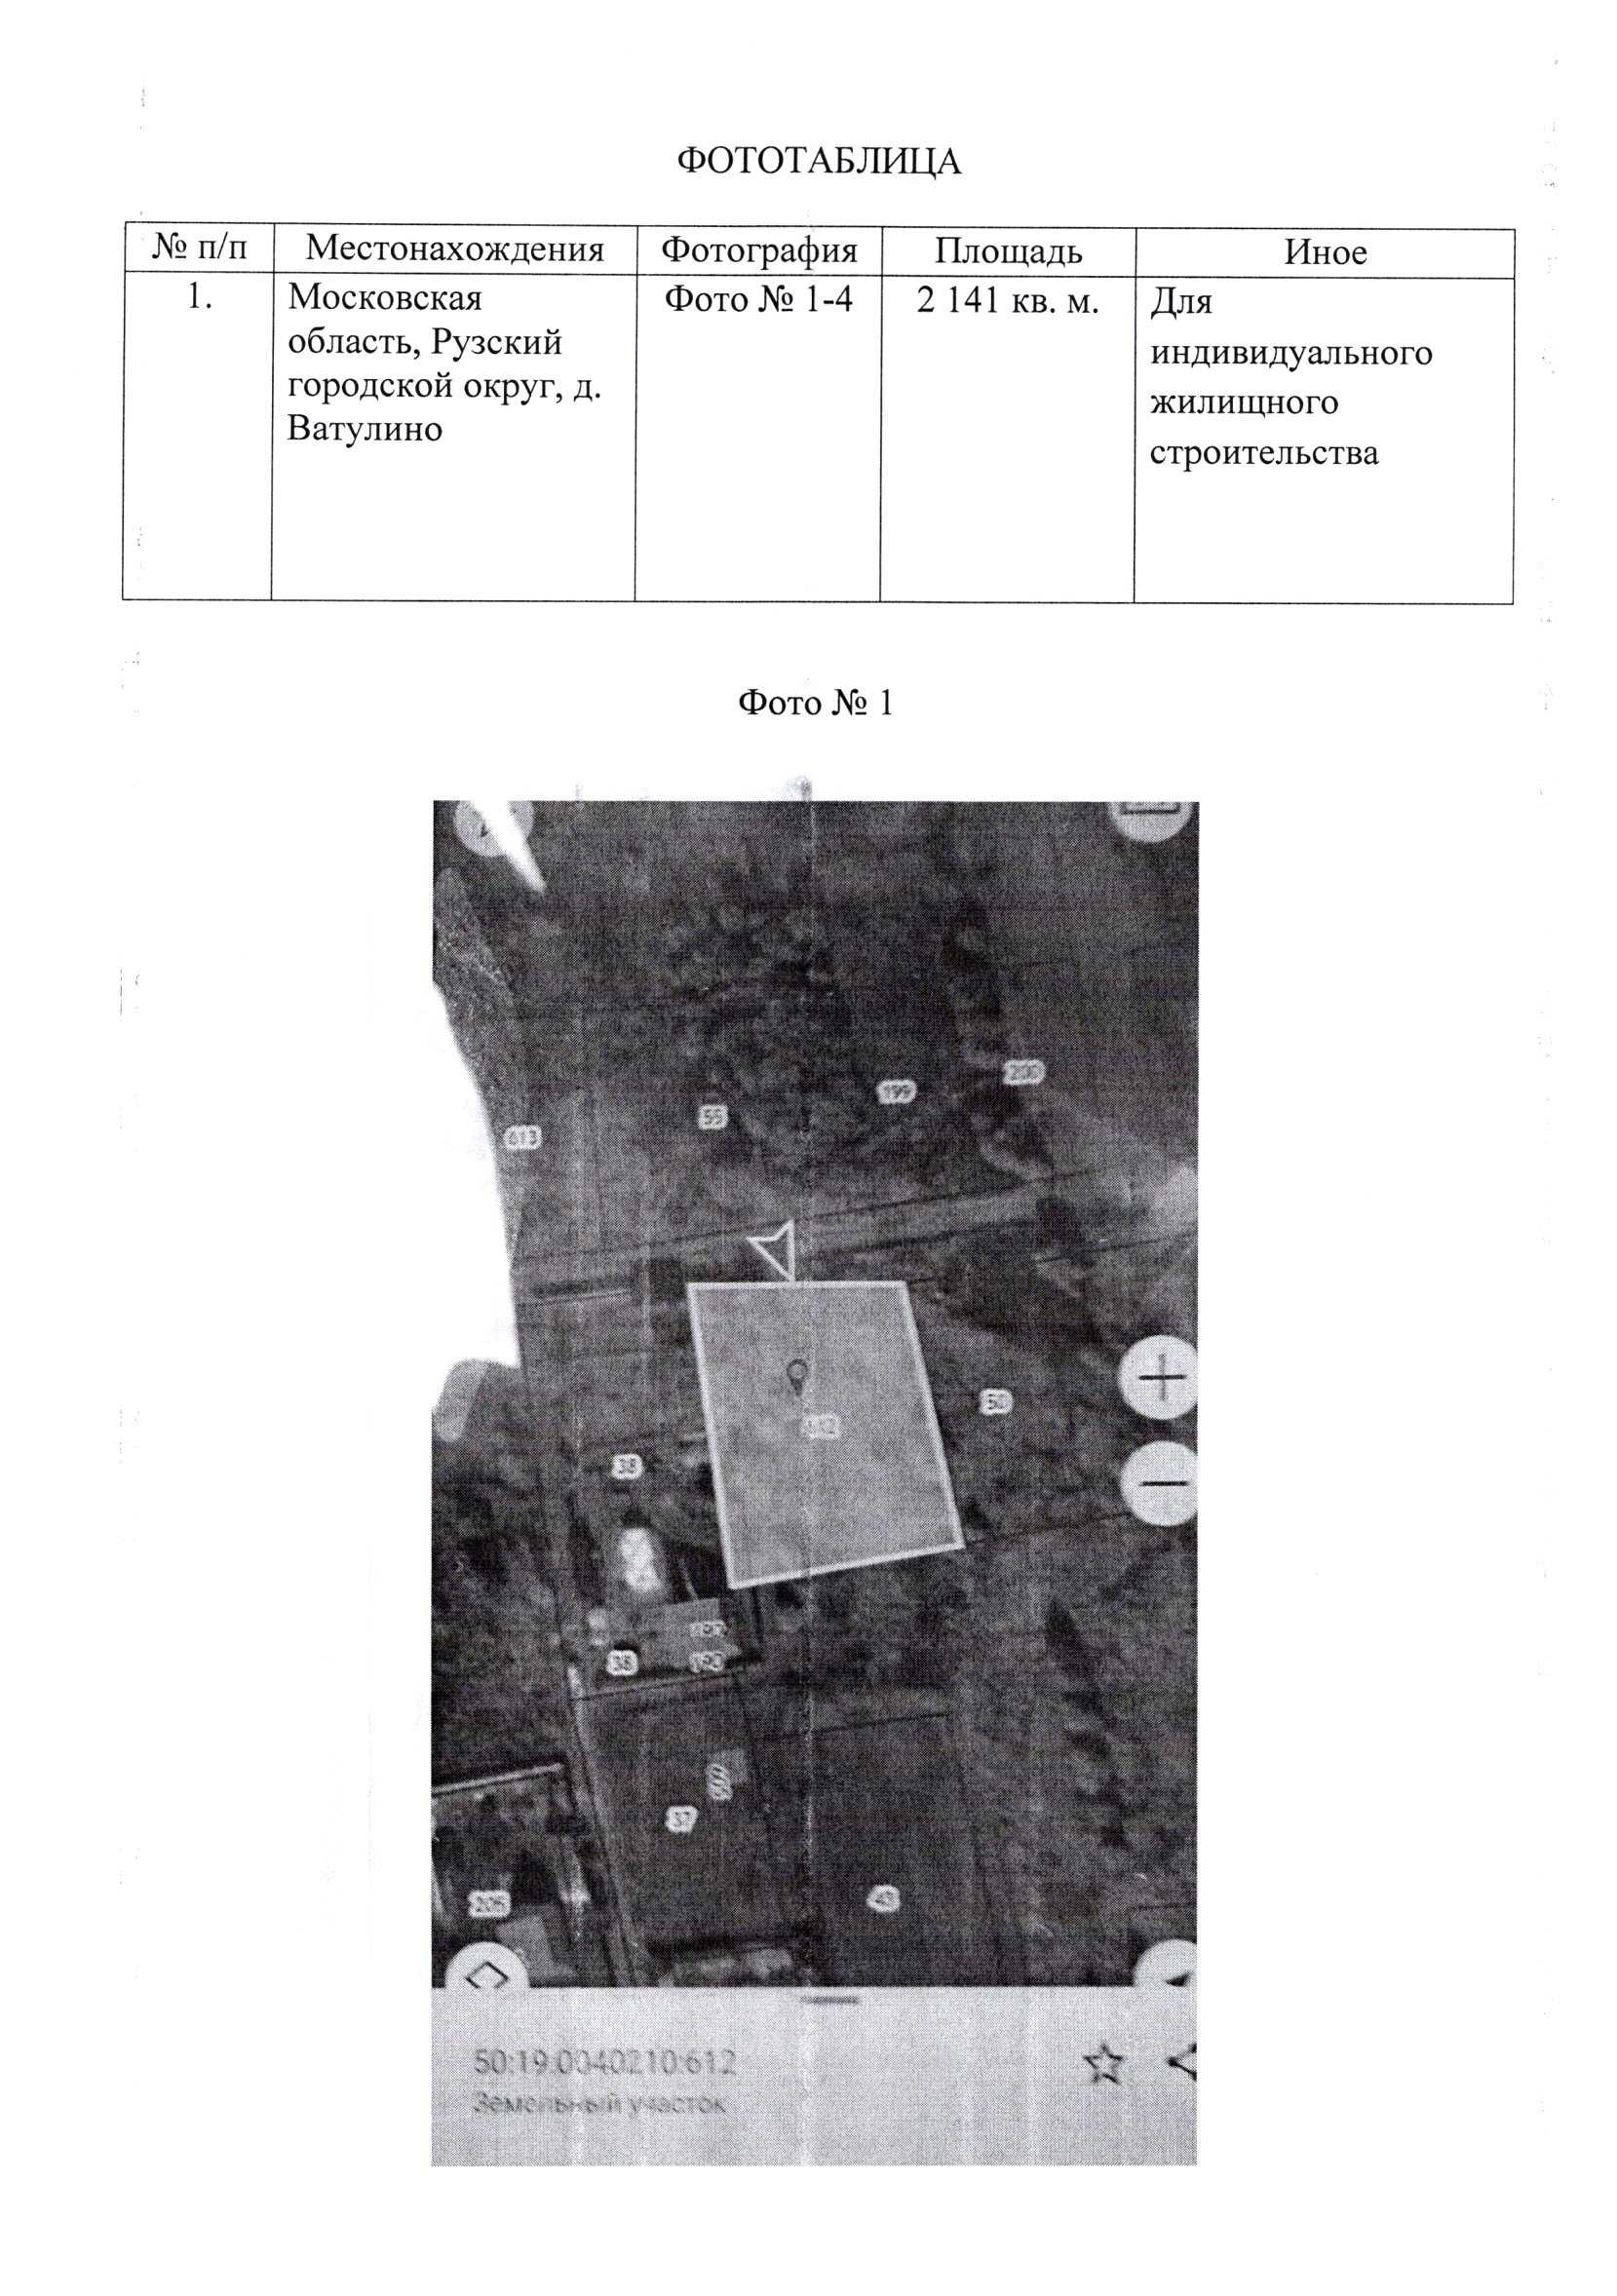 ФОТОТАБЛИЦА
№ п/п Местонахождения Фотография Площадь Иное
1. Московская область, Рузский городской округ, д. Ватулино Фото № 1-4 2 141 кв. м. Для индивидуального жилищного строительства
Фото № 1
200
199
55
613
50
612
38
38
37
43
205
50:19:0040210:612
Земельный участок